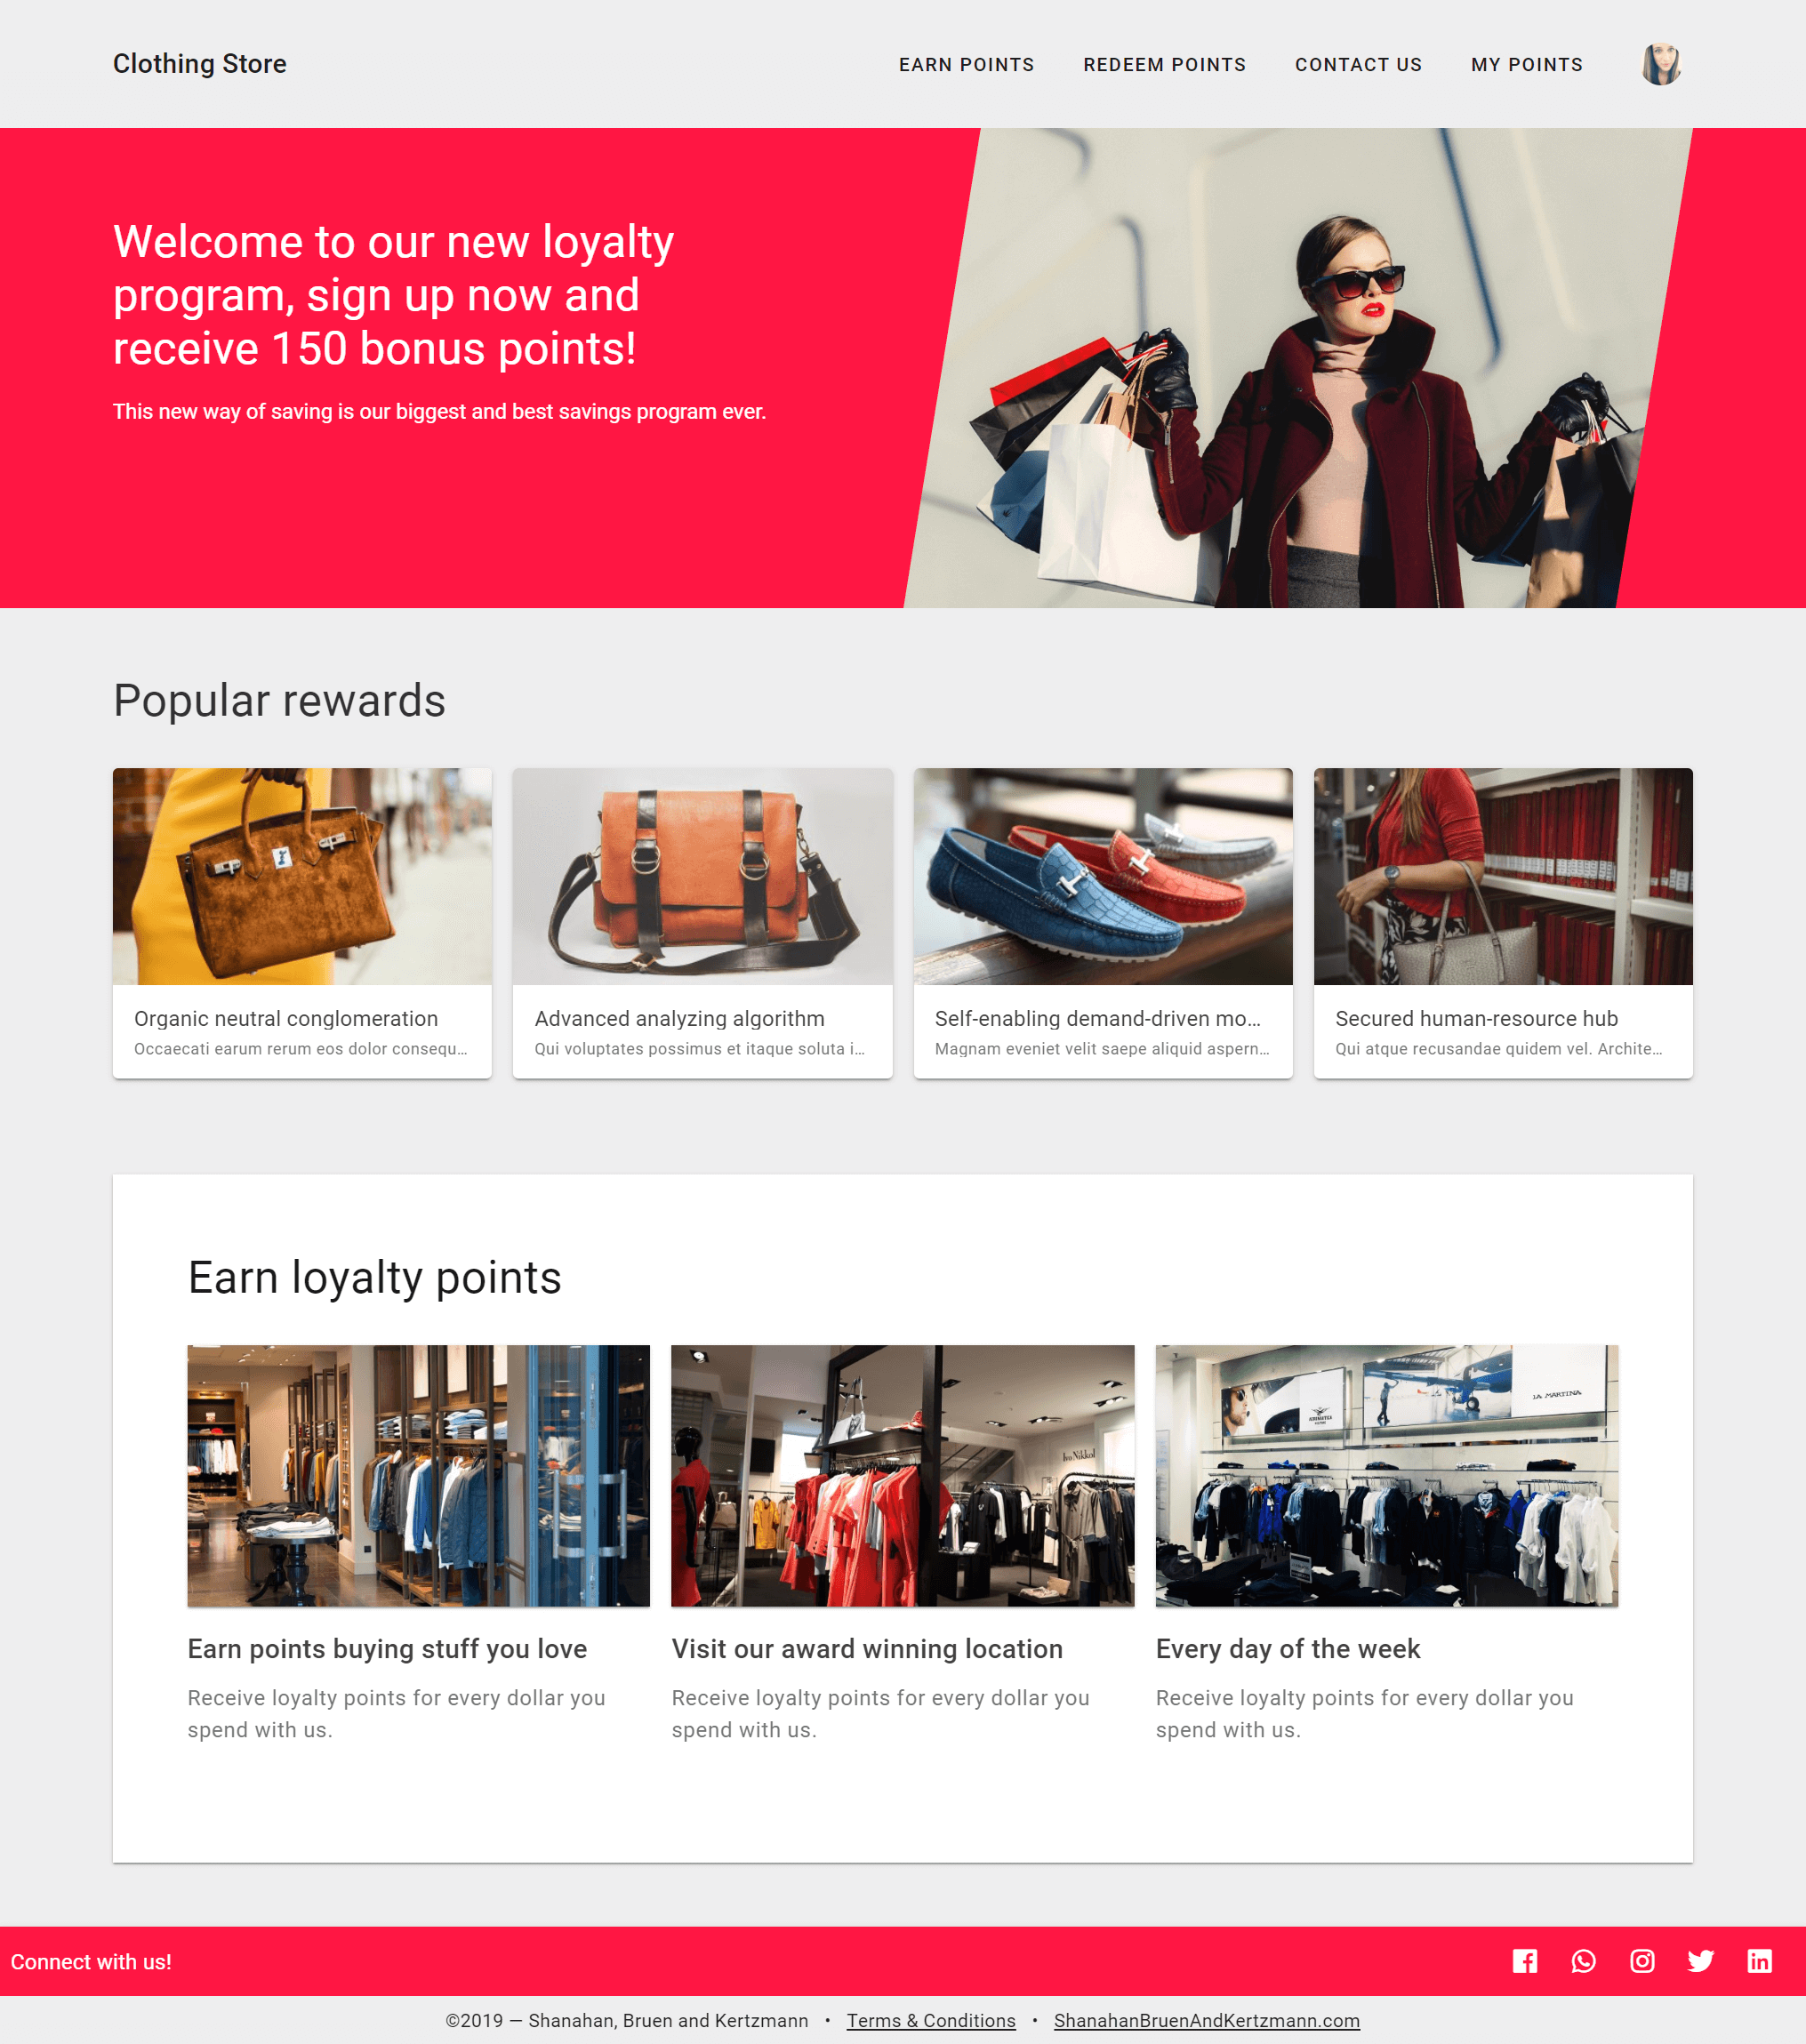 Clothing Store
EARN POINTS
REDEEM POINTS
CONTACT US
MY POINTS
Welcome to our new loyalty
program, sign up now and
receive 150 bonus points!
This new way of saving is our biggest and best savings program ever.
Popular rewards
Organic neutral conglomeration
Occaecati earum rerum eos dolor consequ...
Advanced analyzing algorithm
Qui voluptates possimus et itaque soluta i...
Self-enabling demand-driven mo...
Magnam eveniet velit saepe aliquid aspern...
Secured human-resource hub
Qui atque recusandae quidem vel. Archite...
Earn loyalty points
Ivo Nikkolo
LA MARTINA
Earn points buying stuff you love
Receive loyalty points for every dollar you
spend with us.
Visit our award winning location
Receive loyalty points for every dollar you
spend with us.
Every day of the week
Receive loyalty points for every dollar you
spend with us.
Connect with us!
©2019 — Shanahan, Bruen and Kertzmann • Terms & Conditions • ShanahanBruenAndKertzmann.com